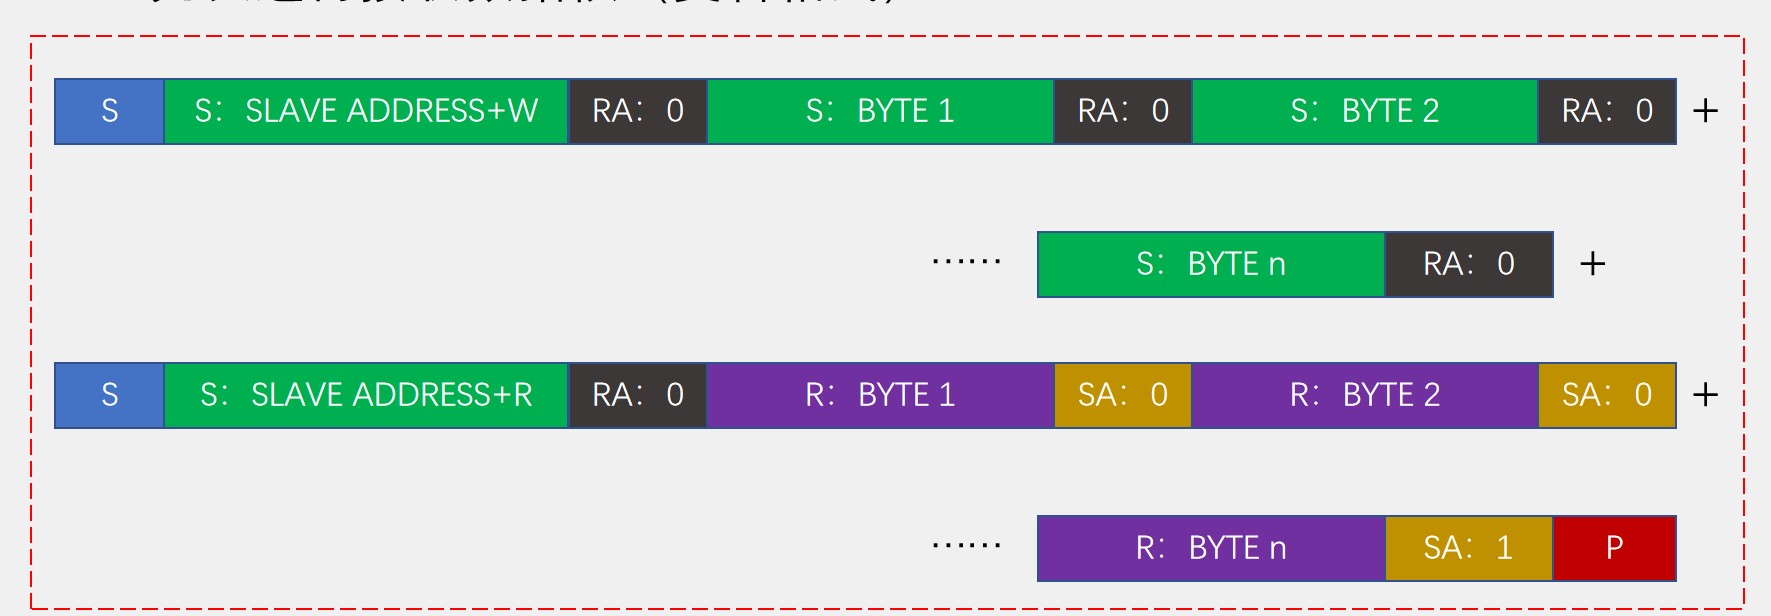 S S：SLAVE ADDRESS+W RA：0 S：BYTE 1 RA：0 S：BYTE 2 RA：0 +
…… S：BYTE n RA：0 +
S S：SLAVE ADDRESS+R RA：0 R：BYTE 1 SA：0 R：BYTE 2 SA：0 +
…… R：BYTE n SA：1 P